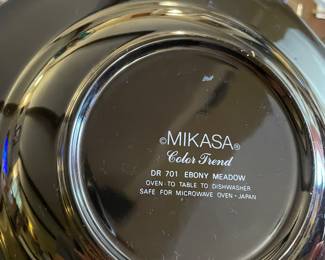 ©MIKASA®
Color Trend
DR 701 EBONY MEADOW
OVEN-TO TABLE TO DISHWASHER
SAFE FOR MICROWAVE OVEN • JAPAN